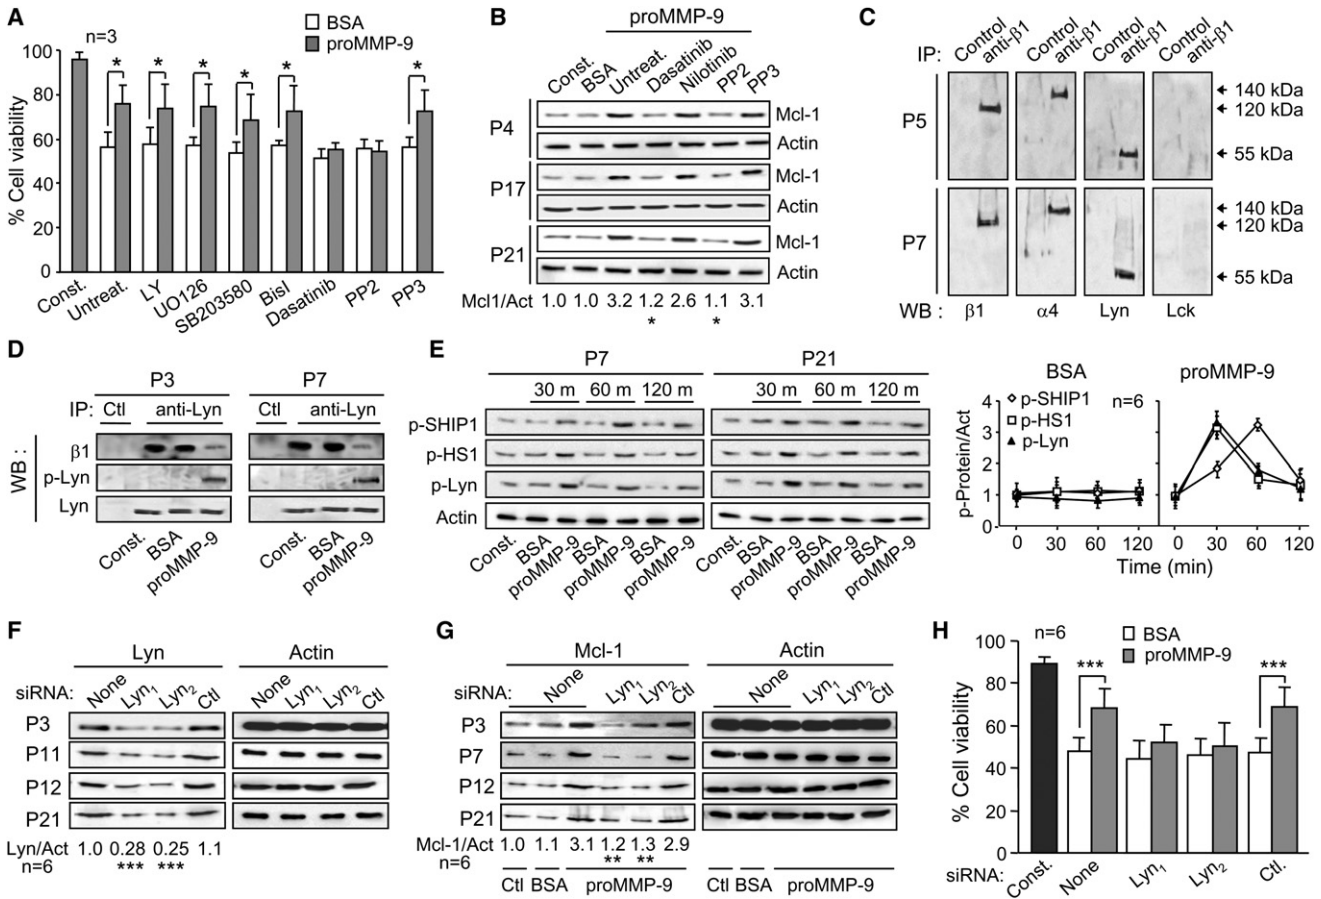 A
BSA
proMMP-9
n=3
% Cell viability
100
80
60
40
20
0
* * * * * *
Const.
Untreat.
LY
UO126
SB203580
BisI
Dasatinib
PP2
PP3
B
proMMP-9
Const.
BSA
Untreat.
Dasatinib
Nilotinib
PP2
PP3
P4
Mcl-1
Actin
P17
Mcl-1
Actin
P21
Mcl-1
Actin
Mcl1/Act 1.0 1.0 3.2 1.2 2.6 1.1 3.1
* *
C
IP: Control anti-β1 Control anti-β1 Control anti-β1 Control anti-β1
P5
140 kDa
120 kDa
55 kDa
P7
140 kDa
120 kDa
55 kDa
WB : β1 α4 Lyn Lck
D
P3 P7
IP: Ctl anti-Lyn Ctl anti-Lyn
WB :
β1
p-Lyn
Lyn
Const. BSA proMMP-9 Const. BSA proMMP-9
E
P7 P21
30 m 60 m 120 m 30 m 60 m 120 m
p-SHIP1
p-HS1
p-Lyn
Actin
Const. BSA proMMP-9 BSA proMMP-9 BSA proMMP-9 Const. BSA proMMP-9 BSA proMMP-9 BSA proMMP-9
BSA proMMP-9
p-SHIP1
p-HS1
p-Lyn
n=6
p-Protein/Act
4
3
2
1
0
0 30 60 120 0 30 60 120
Time (min)
F
Lyn Actin
siRNA: None Lyn1 Lyn2 Ctl None Lyn1 Lyn2 Ctl
P3
P11
P12
P21
Lyn/Act 1.0 0.28 0.25 1.1
n=6 *** ***
G
Mcl-1 Actin
siRNA: None Lyn1 Lyn2 Ctl None Lyn1 Lyn2 Ctl
P3
P7
P12
P21
Mcl-1/Act 1.0 1.1 3.1 1.2 1.3 2.9
n=6 ** **
Ctl BSA proMMP-9 Ctl BSA proMMP-9
H
n=6
BSA
proMMP-9
*** ***
% Cell viability
100
80
60
40
20
0
siRNA: Const. None Lyn1 Lyn2 Ctl.